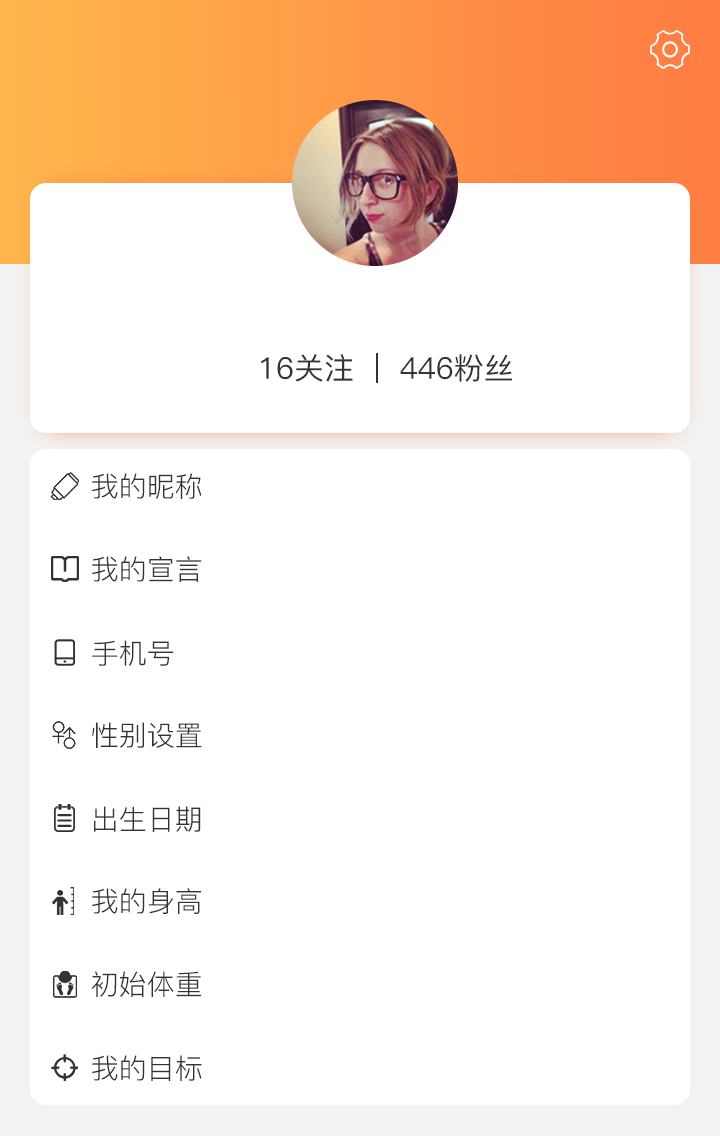 16关注 | 446粉丝
我的昵称
我的宣言
手机号
性别设置
出生日期
我的身高
初始体重
我的目标